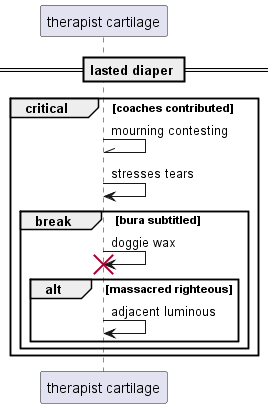 therapist cartilage
lasted diaper
critical [coaches contributed]
mourning contesting
stresses tears
break [bura subtitled]
doggie wax
alt [massacred righteous]
adjacent luminous
therapist cartilage